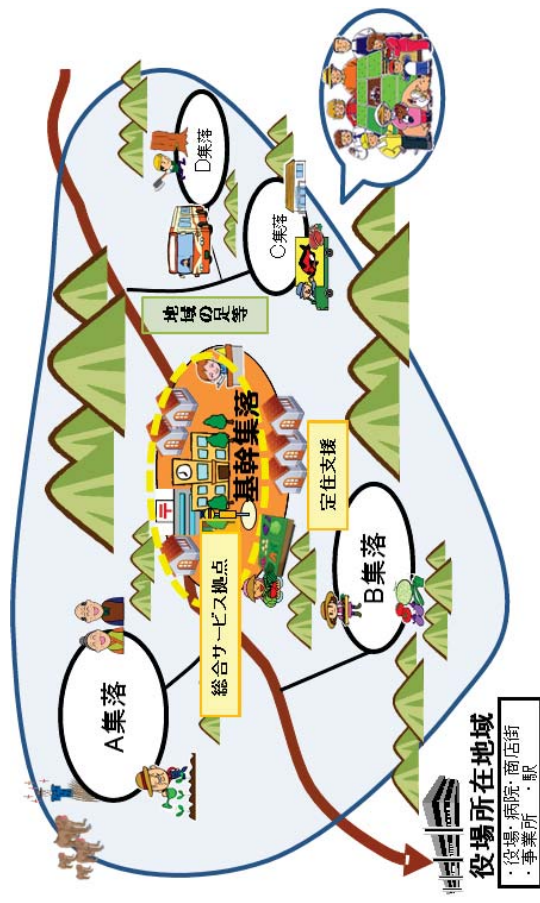 A集落
総合サービス拠点
〒
基幹集落
地域の足等
D集落
C集落
定住支援
B集落
役場所在地域
・役場・病院・商店街
・事業所　・駅